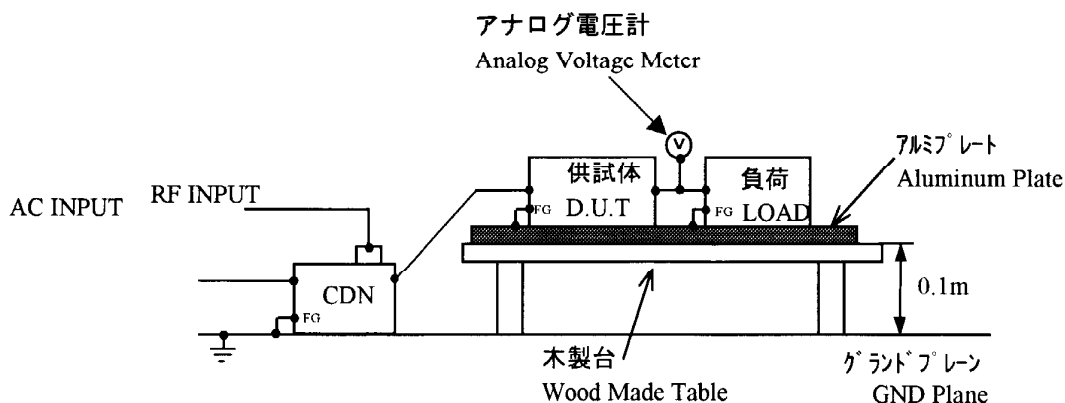 アナログ電圧計
Analog Voltage Meter
V
供試体
D.U.T
FG
負荷
LOAD
FG
アルミプレート
Aluminum Plate
AC INPUT
RF INPUT
CDN
FG
0.1m
木製台
Wood Made Table
グランドプレーン
GND Plane